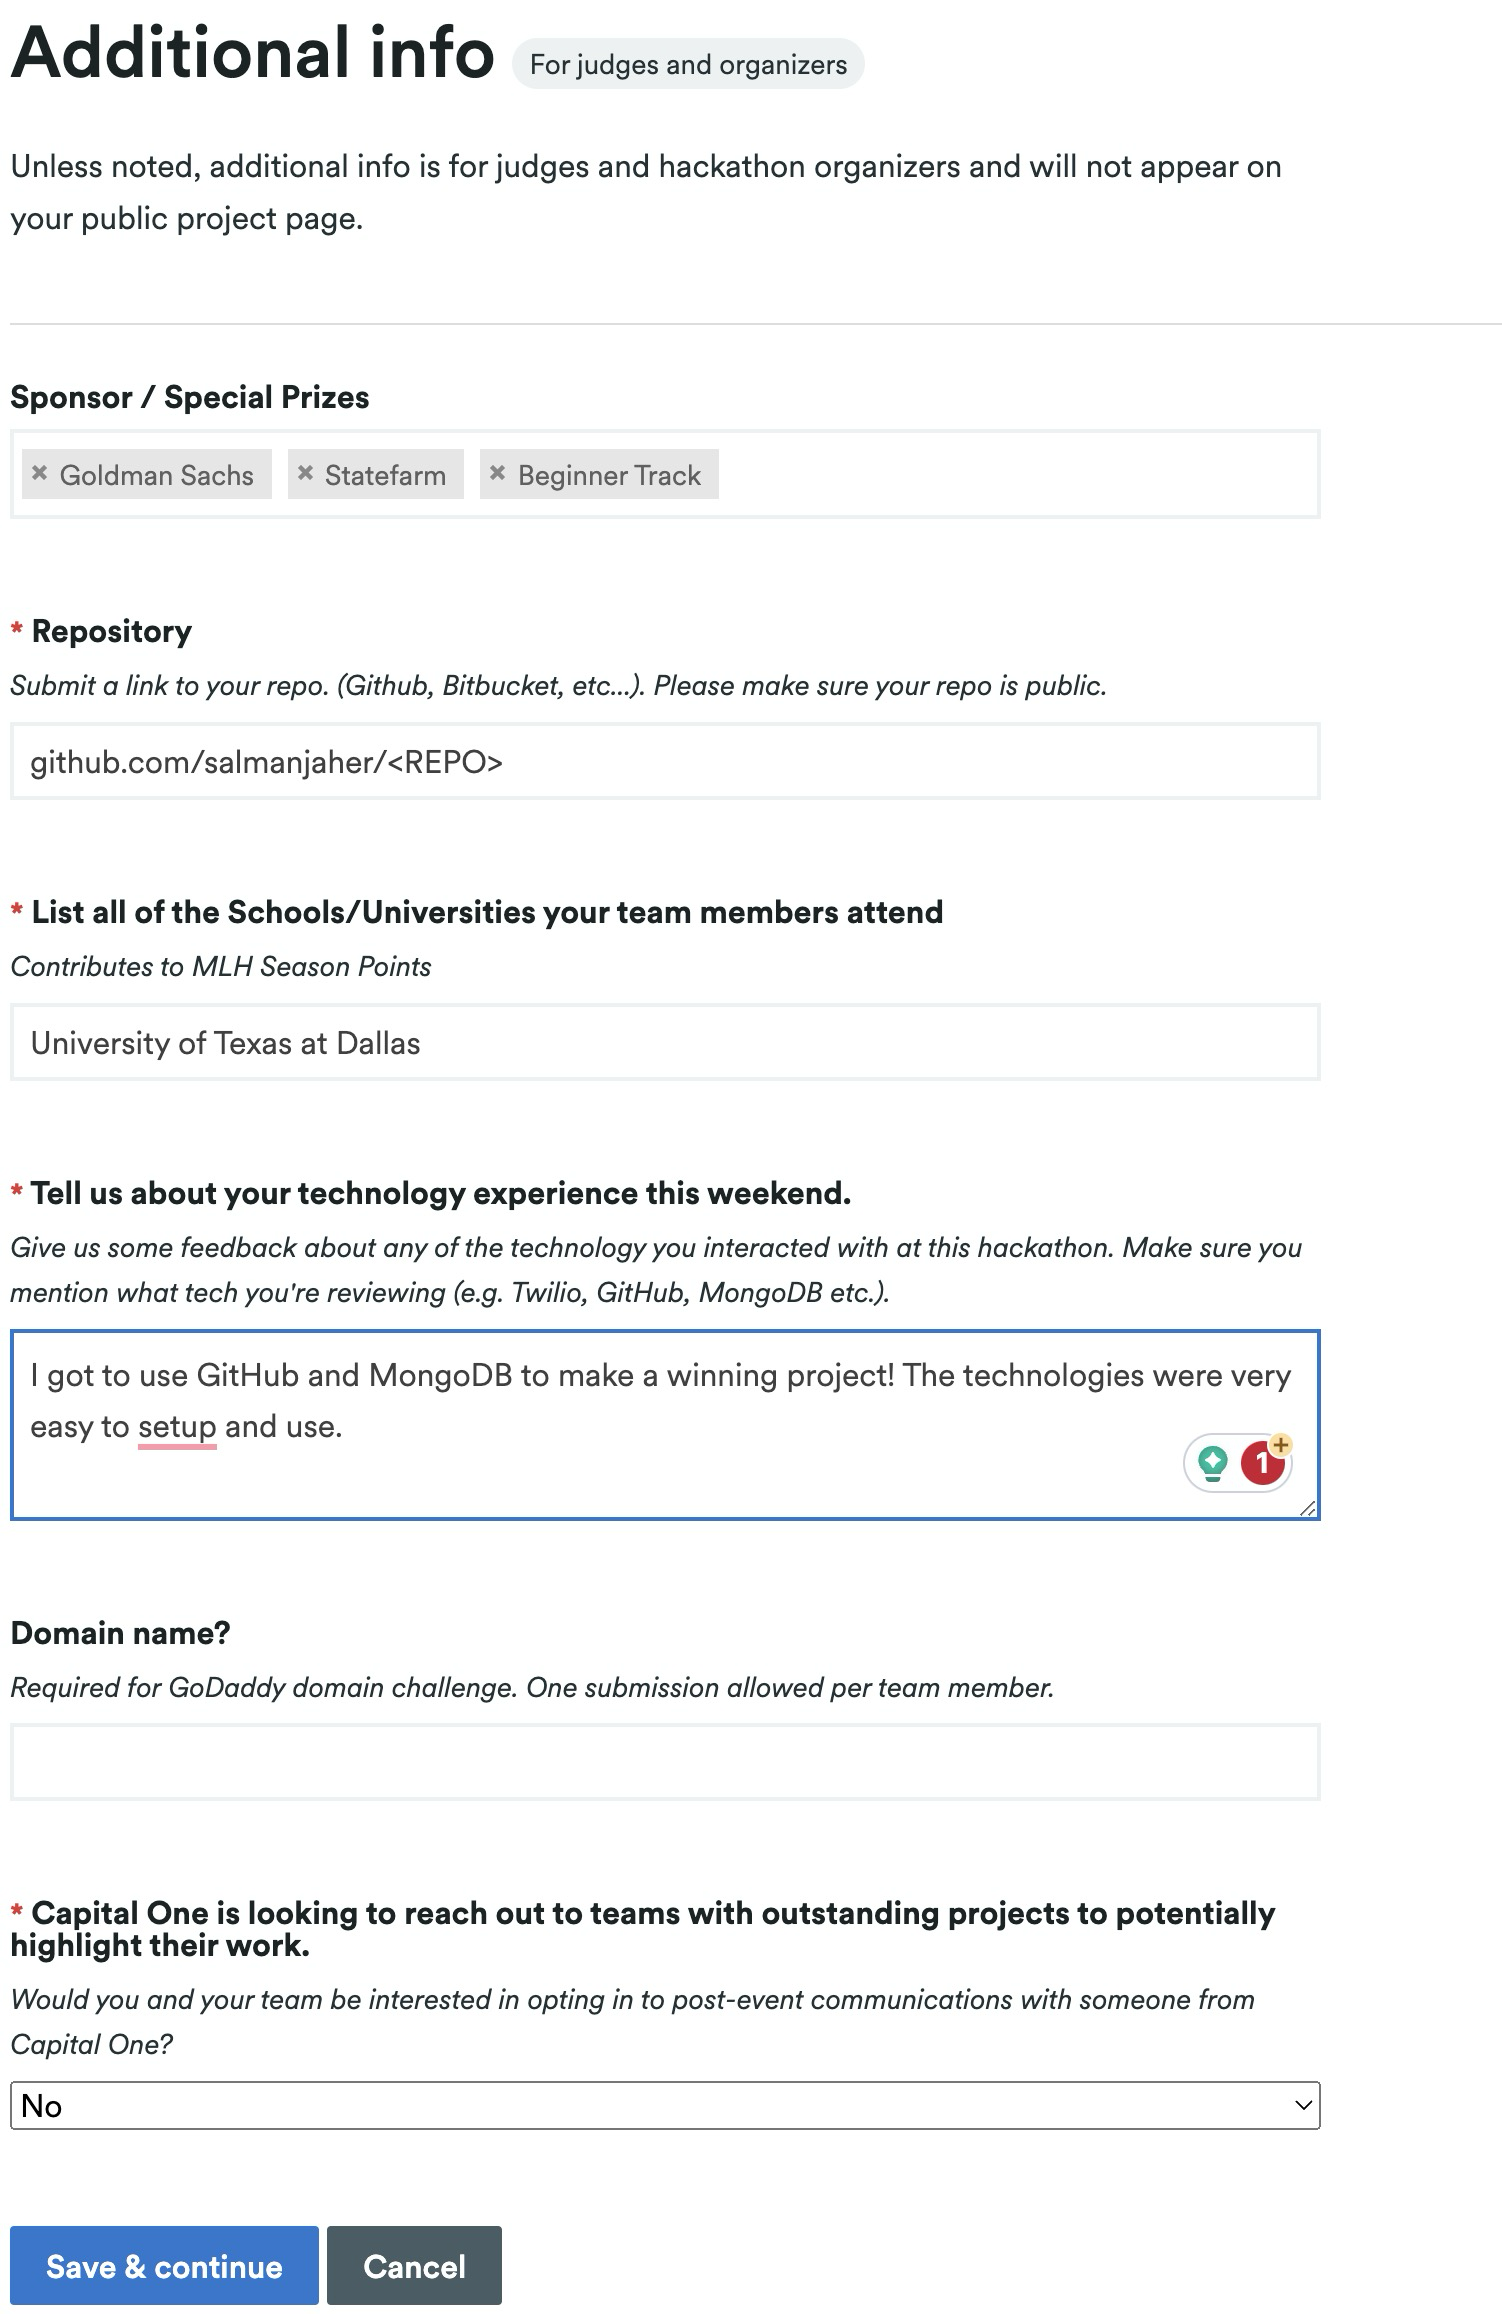 Additional info For judges and organizers
Unless noted, additional info is for judges and hackathon organizers and will not appear on
your public project page.
Sponsor / Special Prizes
× Goldman Sachs × Statefarm × Beginner Track
* Repository
Submit a link to your repo. (Github, Bitbucket, etc...). Please make sure your repo is public.
github.com/salmanjaher/<REPO>
* List all of the Schools/Universities your team members attend
Contributes to MLH Season Points
University of Texas at Dallas
* Tell us about your technology experience this weekend.
Give us some feedback about any of the technology you interacted with at this hackathon. Make sure you
mention what tech you're reviewing (e.g. Twilio, GitHub, MongoDB etc.).
I got to use GitHub and MongoDB to make a winning project! The technologies were very
easy to setup and use.
1 +
Domain name?
Required for GoDaddy domain challenge. One submission allowed per team member.
* Capital One is looking to reach out to teams with outstanding projects to potentially
highlight their work.
Would you and your team be interested in opting in to post-event communications with someone from
Capital One?
No
Save & continue Cancel